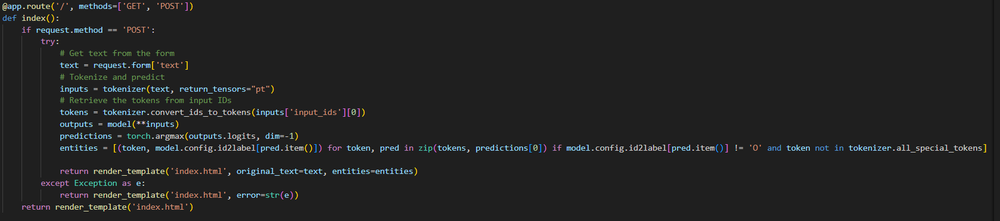 @app.route('/', methods=['GET', 'POST'])
def index():
    if request.method == 'POST':
        try:
            # Get text from the form
            text = request.form['text']
            # Tokenize and predict
            inputs = tokenizer(text, return_tensors="pt")
            # Retrieve the tokens from input IDs
            tokens = tokenizer.convert_ids_to_tokens(inputs['input_ids'][0])
            outputs = model(**inputs)
            predictions = torch.argmax(outputs.logits, dim=-1)
            entities = [(token, model.config.id2label[pred.item()]) for token, pred in zip(tokens, predictions[0]) if model.config.id2label[pred.item()] != 'O' and token not in tokenizer.all_special_tokens]
            return render_template('index.html', original_text=text, entities=entities)
        except Exception as e:
            return render_template('index.html', error=str(e))
    return render_template('index.html')